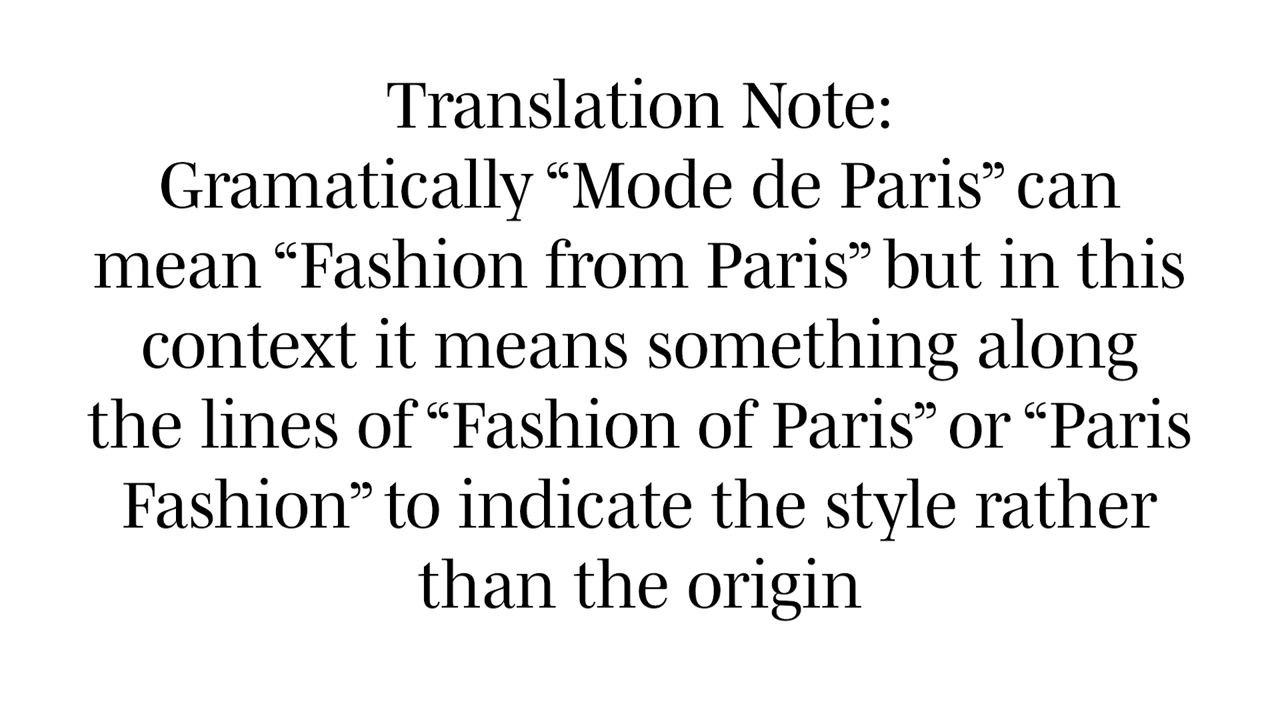 Translation Note:
Gramatically “Mode de Paris” can
mean “Fashion from Paris” but in this
context it means something along
the lines of “Fashion of Paris” or “Paris
Fashion” to indicate the style rather
than the origin